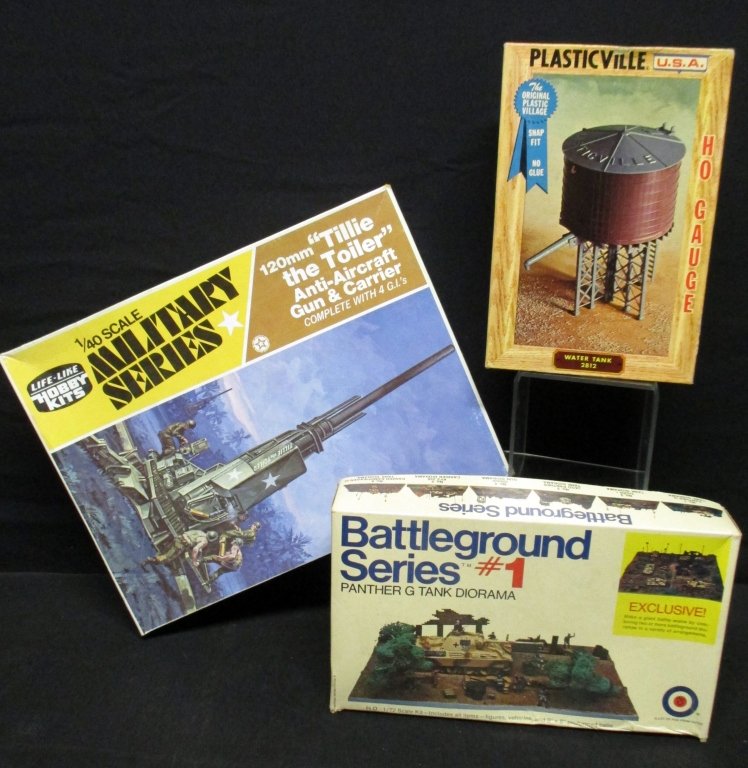 PLASTICVILLE U.S.A.
The
ORIGINAL
PLASTIC
VILLAGE
SNAP
FIT
NO
GLUE
HO GAUGE
WATER TANK
2812
1/40 SCALE
MILITARY
SERIES
LIFE-LIKE
HOBBY
KITS
120mm "Tillie
the Toiler"
Anti-Aircraft
Gun & Carrier
COMPLETE WITH 4 G.I.'s
Battleground Series
Battleground
Series™ #1
PANTHER G TANK DIORAMA
EXCLUSIVE!